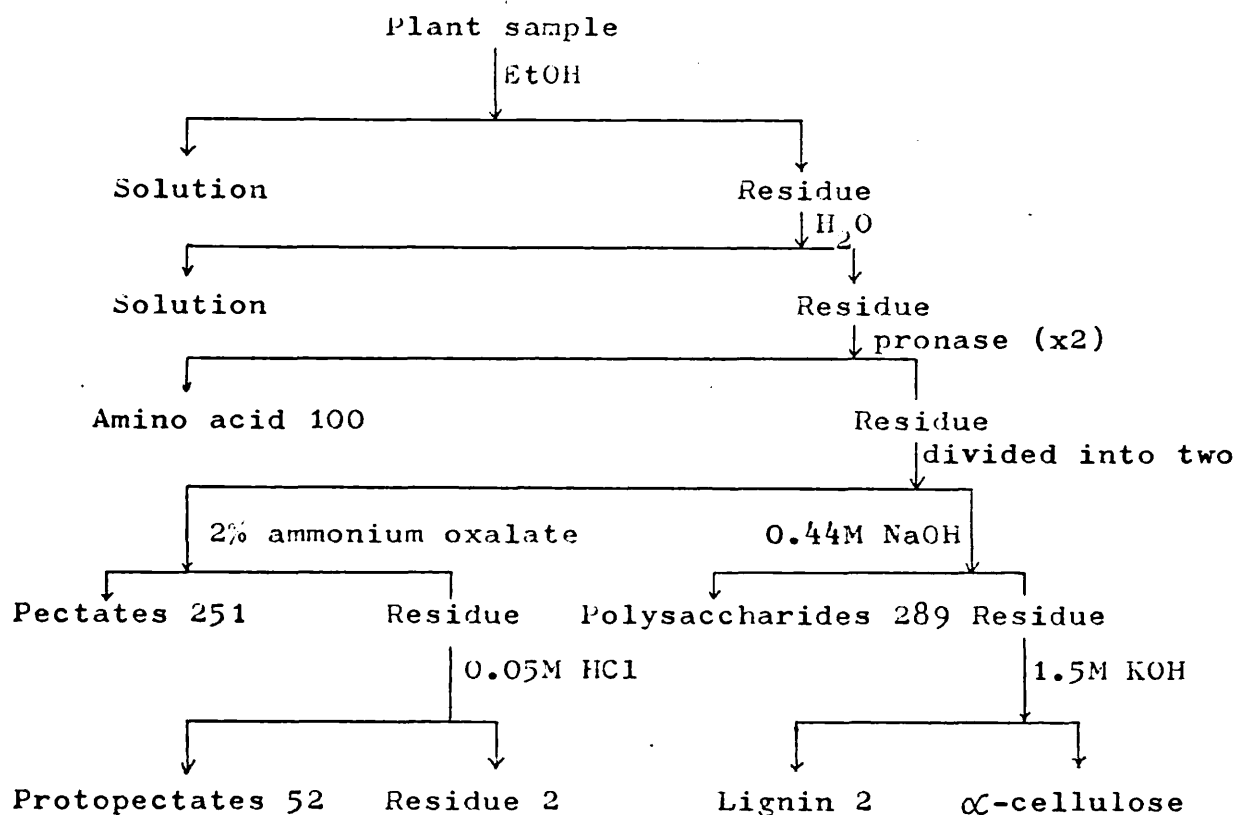 Plant sample
EtOH
Solution Residue
H2O
Solution Residue
pronase (x2)
Amino acid 100 Residue
divided into two
2% ammonium oxalate 0.44M NaOH
Pectates 251 Residue Polysaccharides 289 Residue
0.05M HCl 1.5M KOH
Protopectates 52 Residue 2 Lignin 2 α-cellulose